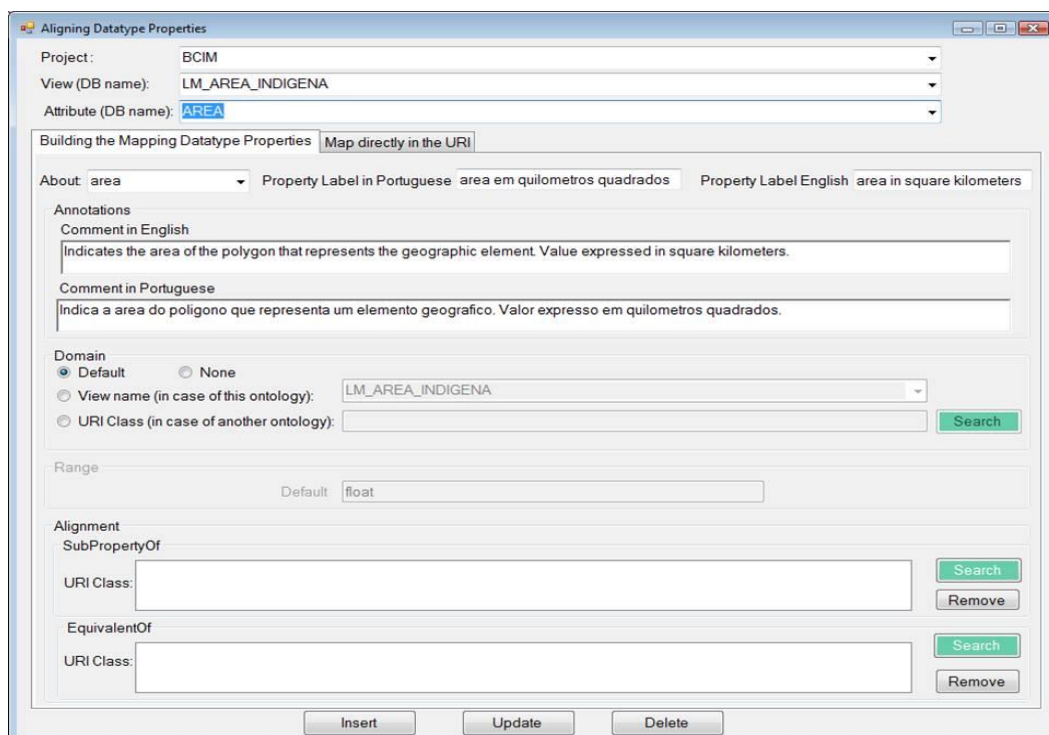 Aligning Datatype Properties
Project: BCIM
View (DB name): LM_AREA_INDIGENA
Attribute (DB name): AREA
Building the Mapping Datatype Properties Map directly in the URI
About: area Property Label in Portuguese area em quilometros quadrados Property Label English area in square kilometers
Annotations
Comment in English
Indicates the area of the polygon that represents the geographic element. Value expressed in square kilometers.
Comment in Portuguese
Indica a area do poligono que representa um elemento geografico. Valor expresso em quilometros quadrados.
Domain
Default None
View name (in case of this ontology): LM_AREA_INDIGENA
URI Class (in case of another ontology): Search
Range
Default float
Alignment
SubPropertyOf
URI Class: Search
Remove
EquivalentOf
URI Class: Search
Remove
Insert Update Delete